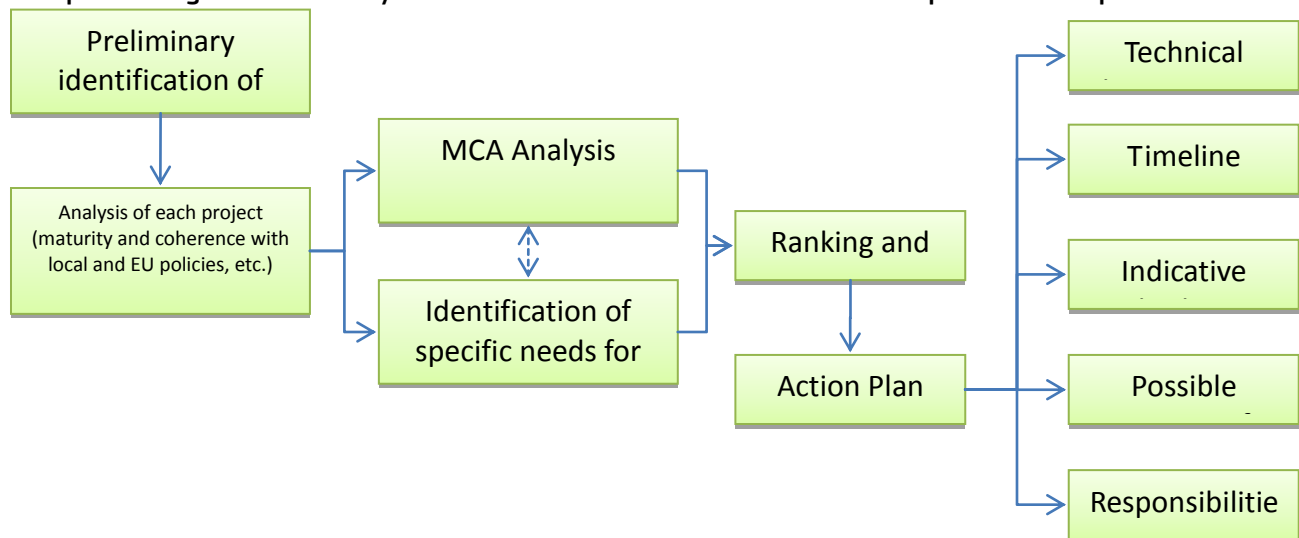 Preliminary
identification of
Analysis of each project
(maturity and coherence with
local and EU policies, etc.)
MCA Analysis
Identification of
specific needs for
Ranking and
Action Plan
Technical
Timeline
Indicative
Possible
Responsibilitie